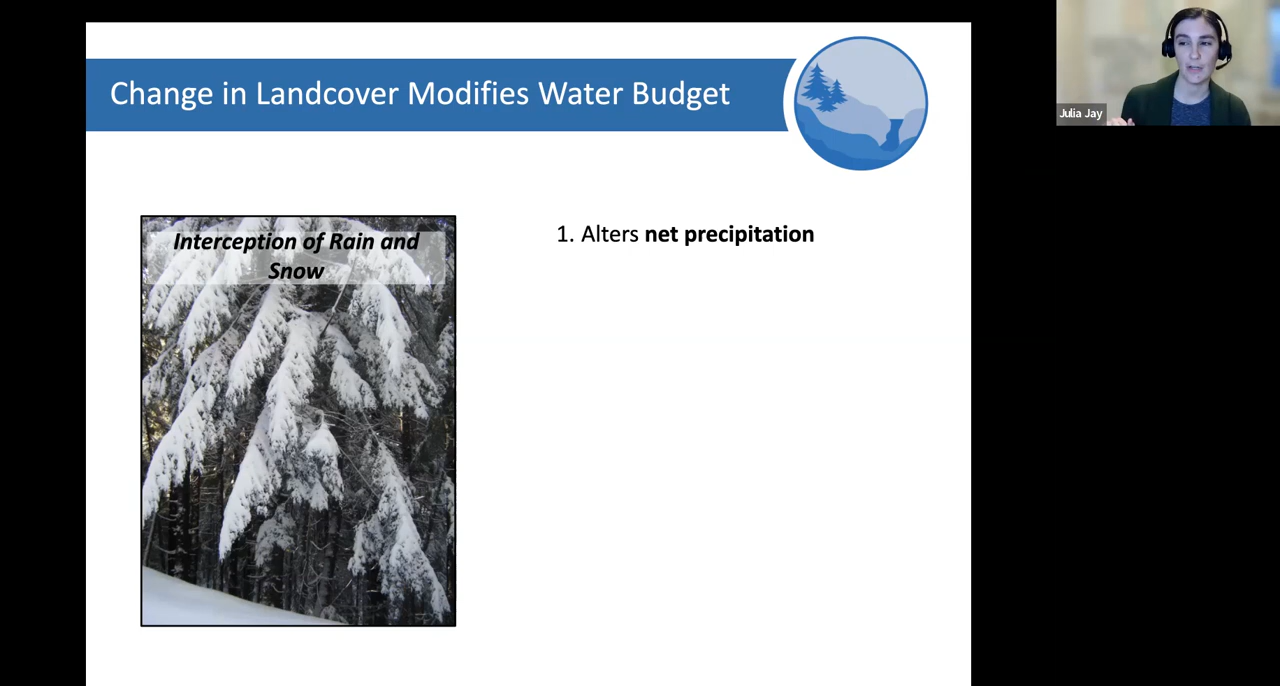 Change in Landcover Modifies Water Budget
Julia Jay
Interception of Rain and
Snow
1. Alters net precipitation